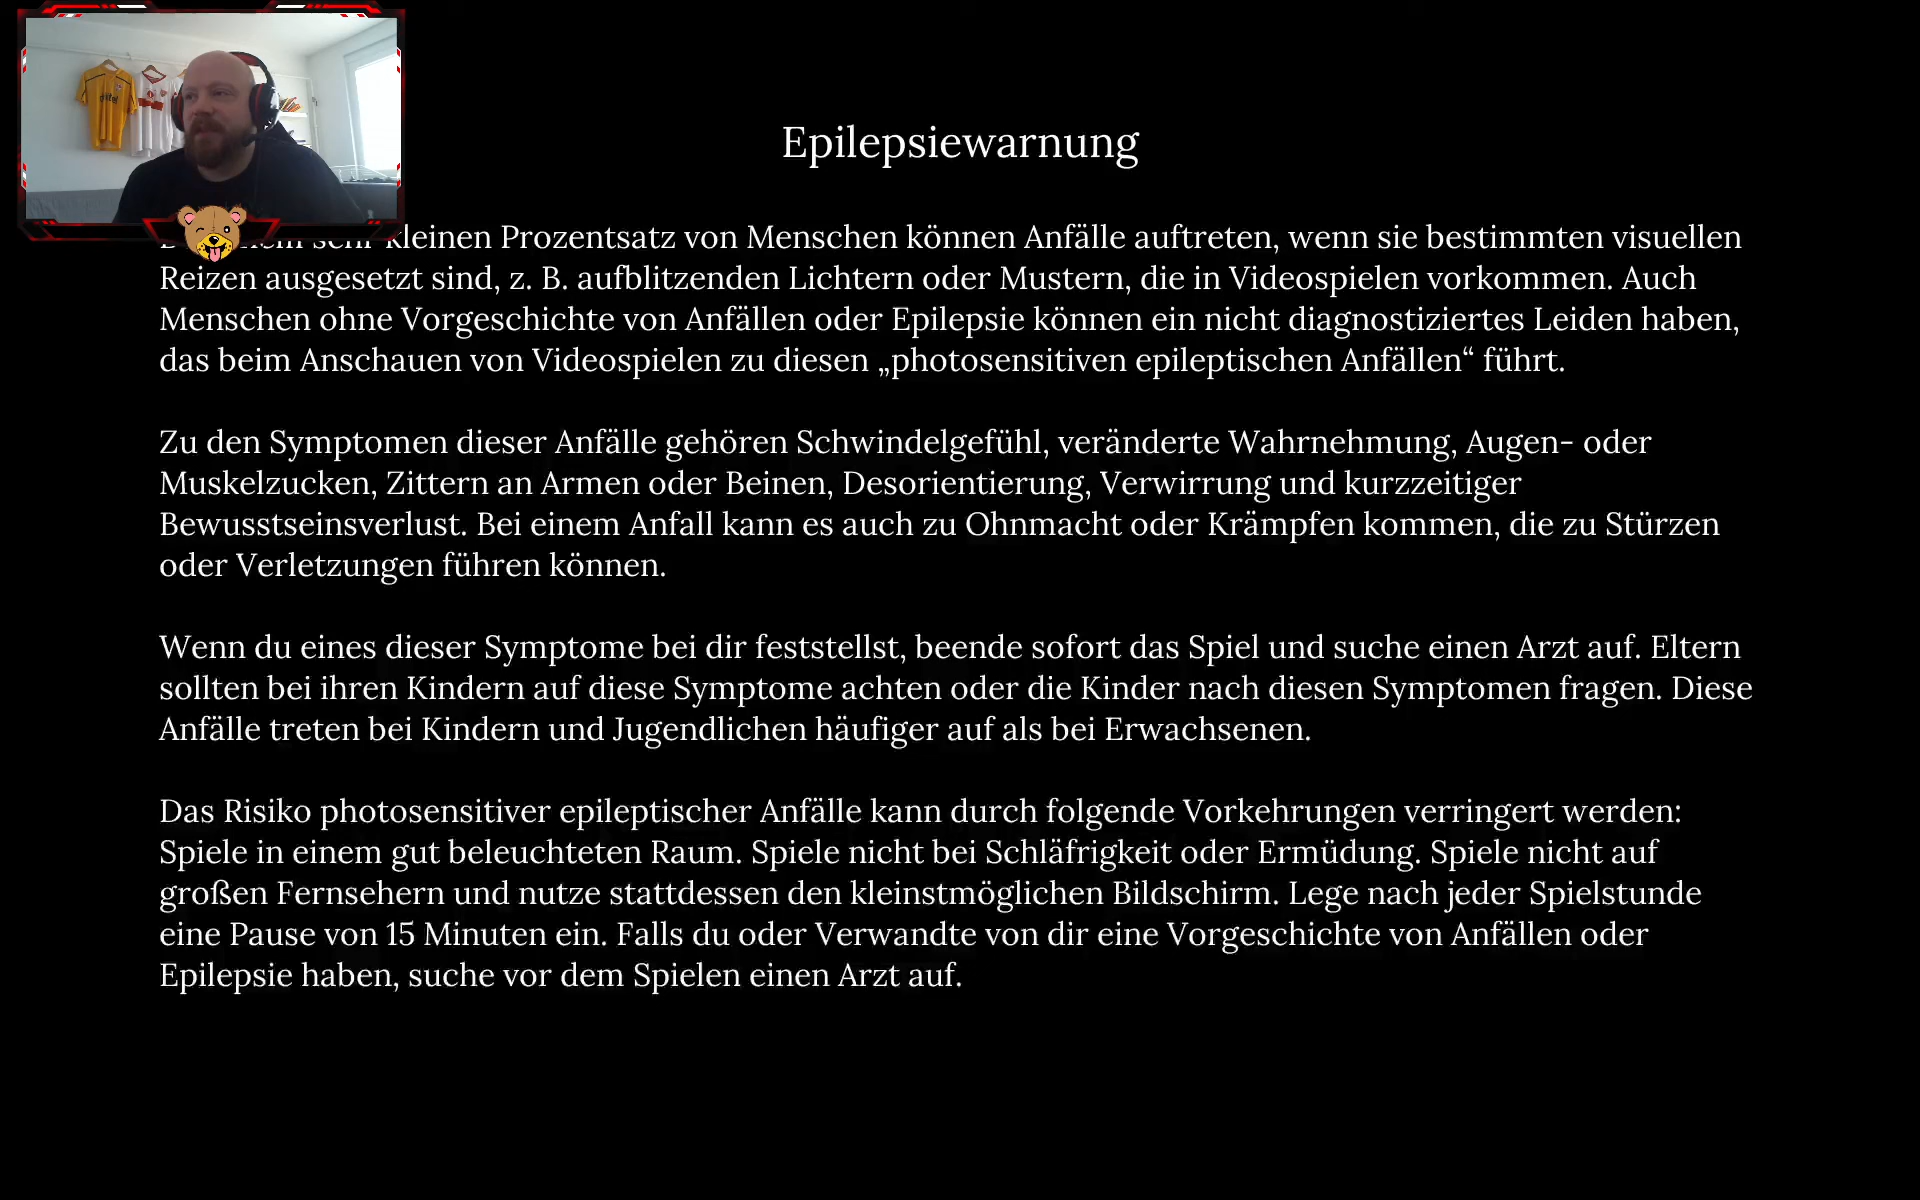 Epilepsiewarnung
kleinen Prozentsatz von Menschen können Anfälle auftreten, wenn sie bestimmten visuellen
Reizen ausgesetzt sind, z. B. aufblitzenden Lichtern oder Mustern, die in Videospielen vorkommen. Auch
Menschen ohne Vorgeschichte von Anfällen oder Epilepsie können ein nicht diagnostiziertes Leiden haben,
das beim Anschauen von Videospielen zu diesen „photosensitiven epileptischen Anfällen“ führt.
Zu den Symptomen dieser Anfälle gehören Schwindelgefühl, veränderte Wahrnehmung, Augen- oder
Muskelzucken, Zittern an Armen oder Beinen, Desorientierung, Verwirrung und kurzzeitiger
Bewusstseinsverlust. Bei einem Anfall kann es auch zu Ohnmacht oder Krämpfen kommen, die zu Stürzen
oder Verletzungen führen können.
Wenn du eines dieser Symptome bei dir feststellst, beende sofort das Spiel und suche einen Arzt auf. Eltern
sollten bei ihren Kindern auf diese Symptome achten oder die Kinder nach diesen Symptomen fragen. Diese
Anfälle treten bei Kindern und Jugendlichen häufiger auf als bei Erwachsenen.
Das Risiko photosensitiver epileptischer Anfälle kann durch folgende Vorkehrungen verringert werden:
Spiele in einem gut beleuchteten Raum. Spiele nicht bei Schläfrigkeit oder Ermüdung. Spiele nicht auf
großen Fernsehern und nutze stattdessen den kleinstmöglichen Bildschirm. Lege nach jeder Spielstunde
eine Pause von 15 Minuten ein. Falls du oder Verwandte von dir eine Vorgeschichte von Anfällen oder
Epilepsie haben, suche vor dem Spielen einen Arzt auf.